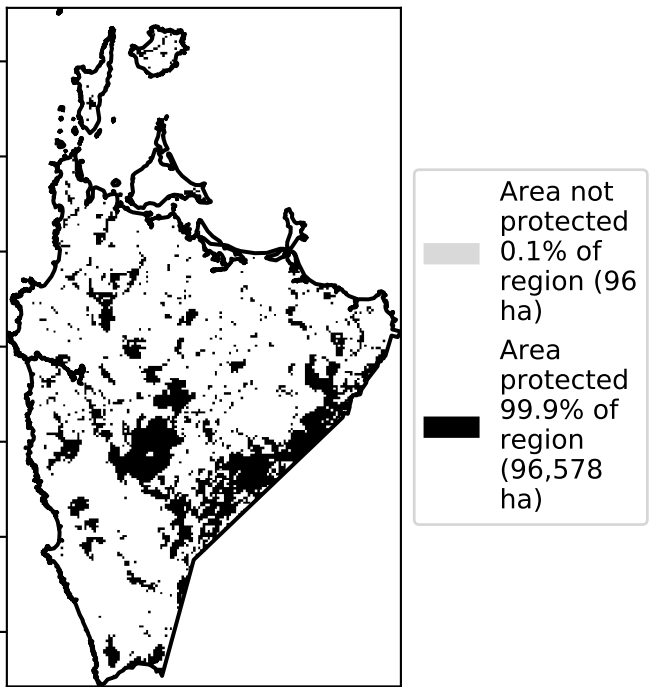 Area not
protected
0.1% of
region (96
ha)
Area
protected
99.9% of
region
(96,578
ha)